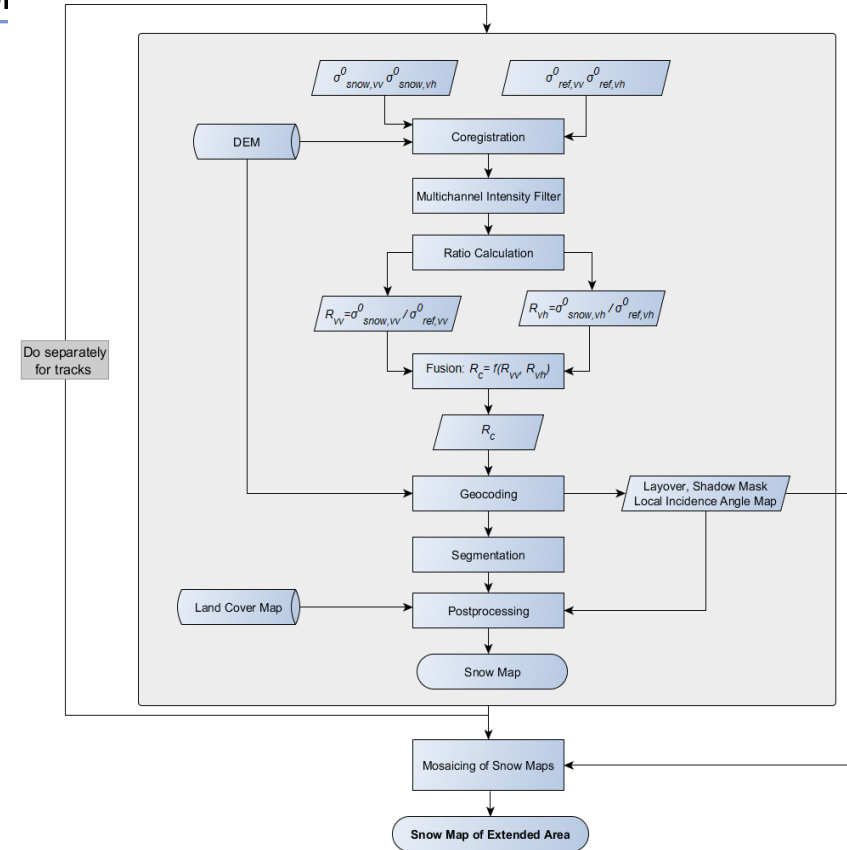 σ⁰snow,vv σ⁰snow,vh
σ⁰ref,vv σ⁰ref,vh
DEM
Coregistration
Multichannel Intensity Filter
Ratio Calculation
Rvv=σ⁰snow,vv / σ⁰ref,vv
Rvh=σ⁰snow,vh / σ⁰ref,vh
Do separately
for tracks
Fusion: Rc= f(Rvv, Rvh)
Rc
Geocoding
Layover, Shadow Mask
Local Incidence Angle Map
Segmentation
Land Cover Map
Postprocessing
Snow Map
Mosaicing of Snow Maps
Snow Map of Extended Area